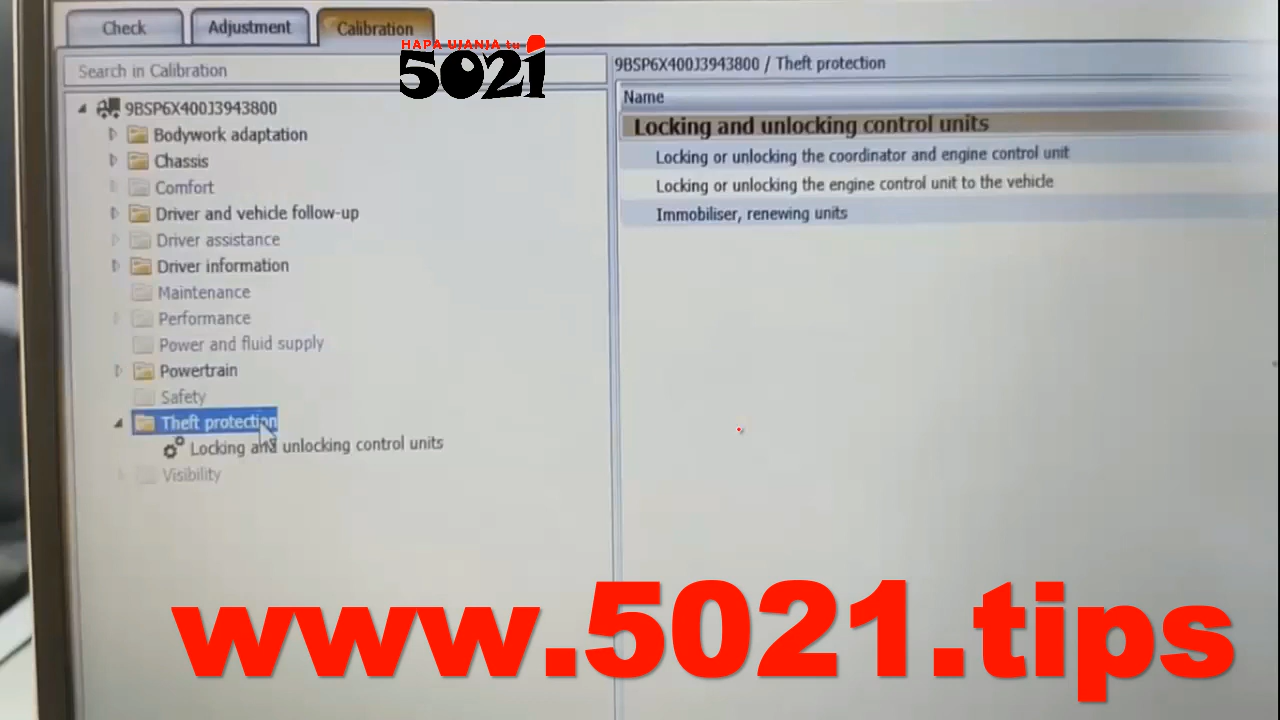 Check
Adjustment
Calibration
HAPA UJANJA tu
5021
Search in Calibration
9BSP6X400J3943800
Bodywork adaptation
Chassis
Comfort
Driver and vehicle follow-up
Driver assistance
Driver information
Maintenance
Performance
Power and fluid supply
Powertrain
Safety
Theft protection
Locking and unlocking control units
Visibility
9BSP6X400J3943800 / Theft protection
Name
Locking and unlocking control units
Locking or unlocking the coordinator and engine control unit
Locking or unlocking the engine control unit to the vehicle
Immobiliser, renewing units
www.5021.tips